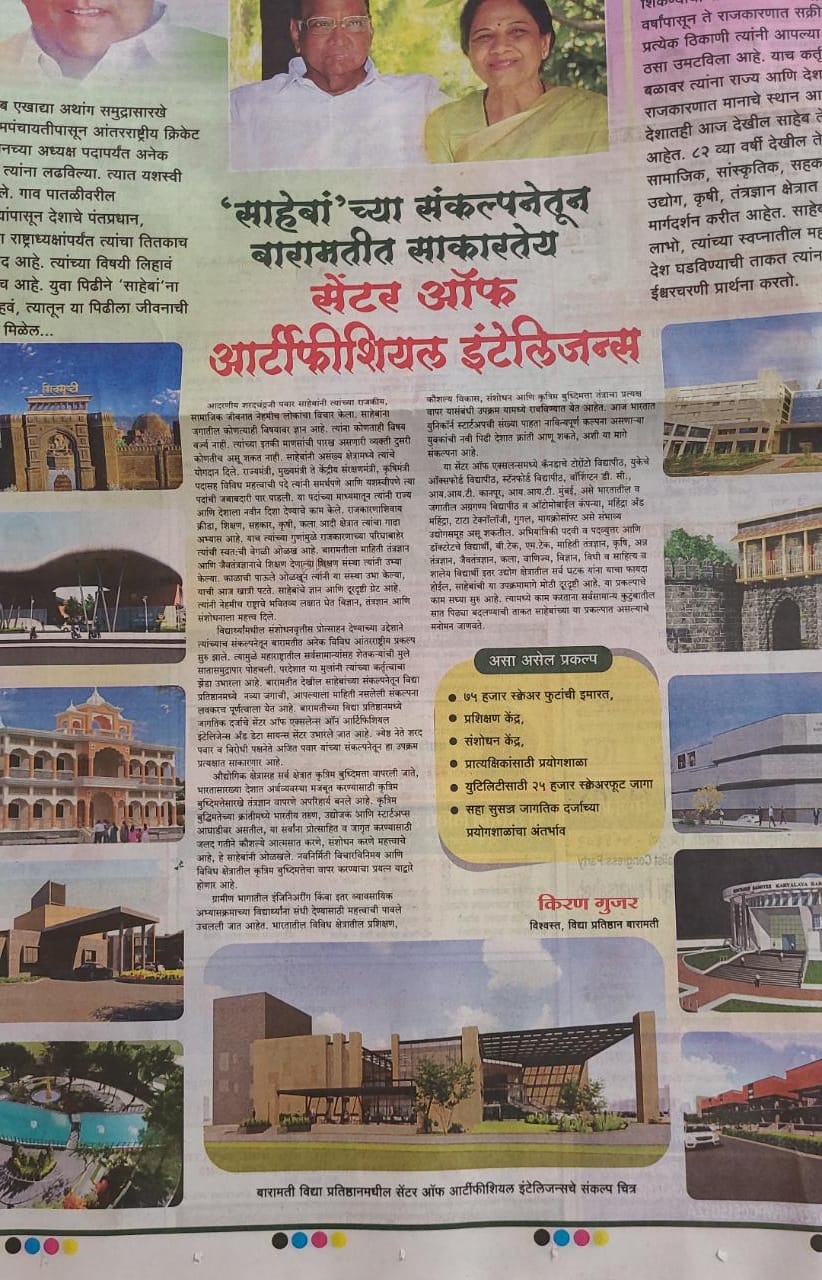 ब एखाद्या अथांग समुद्रासारखे
मपंचायतीपासून आंतरराष्ट्रीय क्रिकेट
नच्या अध्यक्ष पदापर्यंत अनेक
त्यांना लढविल्या. त्यात यशस्वी
ले. गाव पातळीवरील
यांपासून देशाचे पंतप्रधान,
ा राष्ट्राध्यक्षांपर्यंत त्यांचा तितकाच
द आहे. त्यांच्या विषयी लिहावं
च आहे. युवा पिढीने 'साहेबां'ना
हवं, त्यातून या पिढीला जीवनाची
मिळेल...
वर्षांपासून ते राजकारणात सक्री
प्रत्येक ठिकाणी त्यांनी आपल्या
ठसा उमटविला आहे. याच कर्तृ
बळावर त्यांना राज्य आणि देश
राजकारणात मानाचे स्थान आ
देशातही आज देखील साहेब ते
आहेत. ८२ व्या वर्षी देखील ते
सामाजिक, सांस्कृतिक, सहक
उद्योग, कृषी, तंत्रज्ञान क्षेत्रात
मार्गदर्शन करीत आहेत. साहेब
लाभो, त्यांच्या स्वप्नातील मह
देश घडविण्याची ताकत त्यांन
ईश्वरचरणी प्रार्थना करतो.
'साहेबां'च्या संकल्पनेतून
बारामतीत साकारतेय
सेंटर ऑफ
आर्टीफीशियल इंटेलिजन्स
आदरणीय शरदचंद्रजी पवार साहेबांनी त्यांच्या राजकीय,
सामाजिक जीवनात नेहमीच लोकांचा विचार केला. साहेबांना
जगातील कोणत्याही विषयावर ज्ञान आहे. त्यांना कोणताही विषय
वर्ज्य नाही. त्यांच्या इतकी माणसांची पारख असणारी व्यक्ती दुसरी
कोणतीच असू शकत नाही. साहेबांनी असंख्य क्षेत्रामध्ये त्यांचे
योगदान दिले. राज्यमंत्री, मुख्यमंत्री ते केंद्रीय संरक्षणमंत्री, कृषिमंत्री
पदासह विविध महत्वाची पदे त्यांनी समर्थपणे आणि यशस्वीपणे त्या
पदांची जबाबदारी पार पाडली. या पदांच्या माध्यमातून त्यांनी राज्य
आणि देशाला नवीन दिशा देण्याचे काम केले. राजकारणाशिवाय
क्रीडा, शिक्षण, सहकार, कृषी, कला आदी क्षेत्रात त्यांचा गाढा
अभ्यास आहे. याच त्यांच्या गुणांमुळे राजकारणाच्या परिघाबाहेर
त्यांची स्वतःची वेगळी ओळख आहे. बारामतीला माहिती तंत्रज्ञान
आणि जैवतंत्रज्ञानाचे शिक्षण देणाऱ्या शिक्षण संस्था त्यांनी उभ्या
केल्या. काळाची पाऊले ओळखून त्यांनी या संस्था उभा केल्या,
याची आज खात्री पटते. साहेबांचे ज्ञान आणि दूरदृष्टी ग्रेट आहे.
त्यांनी नेहमीच राष्ट्राचे भवितव्य लक्षात घेत विज्ञान, तंत्रज्ञान आणि
संशोधनाला महत्त्व दिले.
विद्यार्थ्यांमधील संशोधनवृत्तीस प्रोत्साहन देण्याच्या उद्देशाने
त्यांच्याच संकल्पनेतून बारामतीत अनेक विविध आंतरराष्ट्रीय प्रकल्प
सुरु झाले. त्यामुळे महाराष्ट्रातील सर्वसामान्यांसह शेतकऱ्यांची मुले
सातासमुद्रापार पोहचली. परदेशात या मुलांनी त्यांच्या कर्तृत्वाचा
झेंडा उभारला आहे. बारामतीत देखील साहेबांच्या संकल्पनेतून विद्या
प्रतिष्ठानमध्ये नव्या जगाची, आपल्याला माहिती नसलेली संकल्पना
लवकरच पूर्णत्वाला येत आहे. बारामतीच्या विद्या प्रतिष्ठानमध्ये
जागतिक दर्जाचे सेंटर ऑफ एक्सलेन्स ऑन आर्टिफिशियल
इंटेलिजेन्स अँड डेटा सायन्स सेंटर उभारले जात आहे. ज्येष्ठ नेते शरद
पवार व विरोधी पक्षनेते अजित पवार यांच्या संकल्पनेतून हा उपक्रम
प्रत्यक्षात साकारणार आहे.
औद्योगिक क्षेत्रासह सर्व क्षेत्रात कृत्रिम बुध्दिमत्ता वापरली जाते,
भारतासारख्या देशात अर्थव्यवस्था मजबूत करण्यासाठी कृत्रिम
बुध्दिमत्तेसारखे तंत्रज्ञान वापरणे अपरिहार्य बनले आहे. कृत्रिम
बुद्धिमतेच्या क्रांतीमध्ये भारतीय तरुण, उद्योजक आणि स्टार्टअप्स
आघाडीवर असतील, या सर्वांना प्रोत्साहित व जागृत करण्यासाठी
जलद गतीने कौशल्ये आत्मसात करणे, संशोधन करणे महत्त्वाचे
आहे, हे साहेबांनी ओळखले. नवनिर्मिती विचारविनिमय आणि
विविध क्षेत्रातील कृत्रिम बुध्दिमत्तेचा वापर करण्याचा प्रयत्न याद्वारे
होणार आहे.
ग्रामीण भागातील इंजिनिअरींग किंवा इतर व्यावसायिक
अभ्यासक्रमाच्या विद्यार्थ्यांना संधी देण्यासाठी महत्वाची पावले
उचलली जात आहेत. भारतातील विविध क्षेत्रातील प्रशिक्षण,
कौशल्य विकास, संशोधन आणि कृत्रिम बुध्दिमत्ता तंत्राचा प्रत्यक्ष
वापर यासंबंधी उपक्रम यामध्ये राबविण्यात येत आहेत. आज भारतात
युनिकॉर्न स्टार्टअपची संख्या पाहता नाविन्यपूर्ण कल्पना असणाऱ्या
युवकांची नवी पिढी देशात क्रांती आणू शकते, अशी या मागे
संकल्पना आहे.
या सेंटर ऑफ एक्सलन्समध्ये कॅनडाचे टोरोंटो विद्यापीठ, युकेचे
ऑक्सफोर्ड विद्यापीठ, स्टॅनफोर्ड विद्यापीठ, वॉशिंग्टन डी. सी.,
आय.आय.टी. कानपूर, आय.आय.टी. मुंबई, असे भारतातील व
जगातील अग्रगण्य विद्यापीठ व ऑटोमोबाईल कंपन्या, महिंद्रा अँड
महिंद्रा, टाटा टेकनॉलॉजी, गुगल, मायक्रोसॉफ्ट असे संभाव्य
उद्योगसमूह असू शकतील. अभियांत्रिकी पदवी व पदव्युत्तर आणि
डॉक्टरेटचे विद्यार्थी, बी.टेक, एम.टेक, माहिती तंत्रज्ञान, कृषि, अन्न
तंत्रज्ञान, जैवतंत्रज्ञान, कला, वाणिज्य, विज्ञान, विधी व साहित्य व
शालेय विद्यार्थी इतर उद्योग क्षेत्रातील सर्व घटक यांना याचा फायदा
होईल, साहेबांची या उपक्रमामागे मोठी दूरदृष्टी आहे. या प्रकल्पाचे
काम सध्या सुरु आहे. त्यामध्ये काम करताना सर्वसामान्य कुटुंबातील
सात पिढ्या बदलण्याची ताकत साहेबांच्या या प्रकल्पात असल्याचे
मनोमन जाणवते.
असा असेल प्रकल्प
● ७५ हजार स्क्वेअर फुटांची इमारत,
● प्रशिक्षण केंद्र,
● संशोधन केंद्र,
● प्रात्यक्षिकांसाठी प्रयोगशाळा
● युटिलिटीसाठी २५ हजार स्क्वेअरफूट जागा
● सहा सुसज्ज जागतिक दर्जाच्या
प्रयोगशाळांचा अंतर्भाव
किरण गुजर
विश्वस्त, विद्या प्रतिष्ठान बारामती
बारामती विद्या प्रतिष्ठानमधील सेंटर ऑफ आर्टीफीशियल इंटेलिजन्सचे संकल्प चित्र